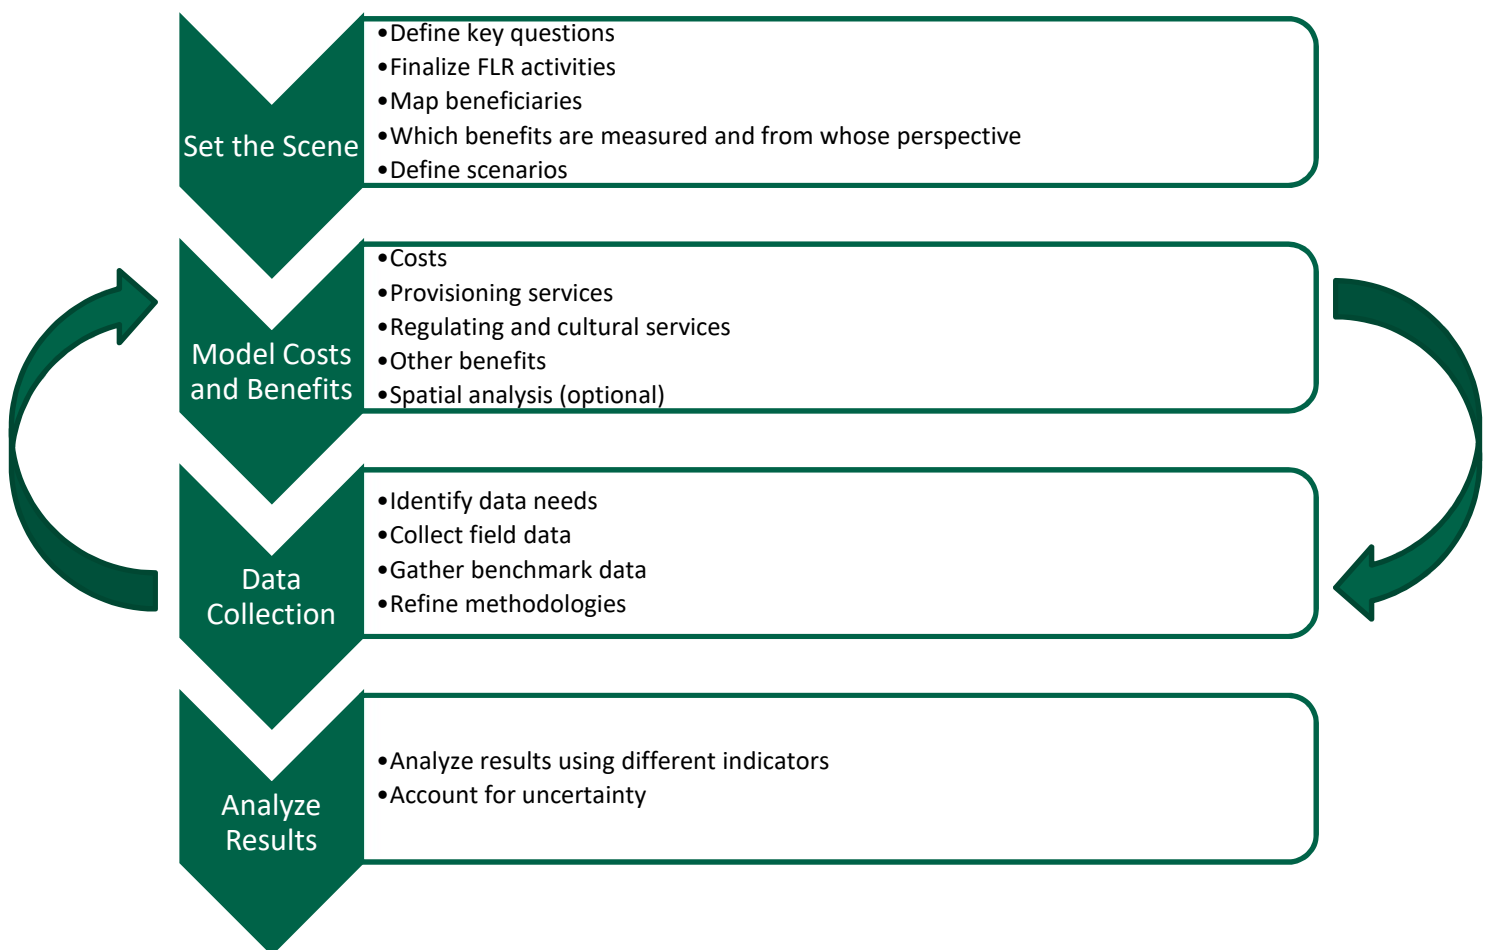 Set the Scene
•Define key questions
•Finalize FLR activities
•Map beneficiaries
•Which benefits are measured and from whose perspective
•Define scenarios
Model Costs
and Benefits
•Costs
•Provisioning services
•Regulating and cultural services
•Other benefits
•Spatial analysis (optional)
Data
Collection
•Identify data needs
•Collect field data
•Gather benchmark data
•Refine methodologies
Analyze
Results
•Analyze results using different indicators
•Account for uncertainty